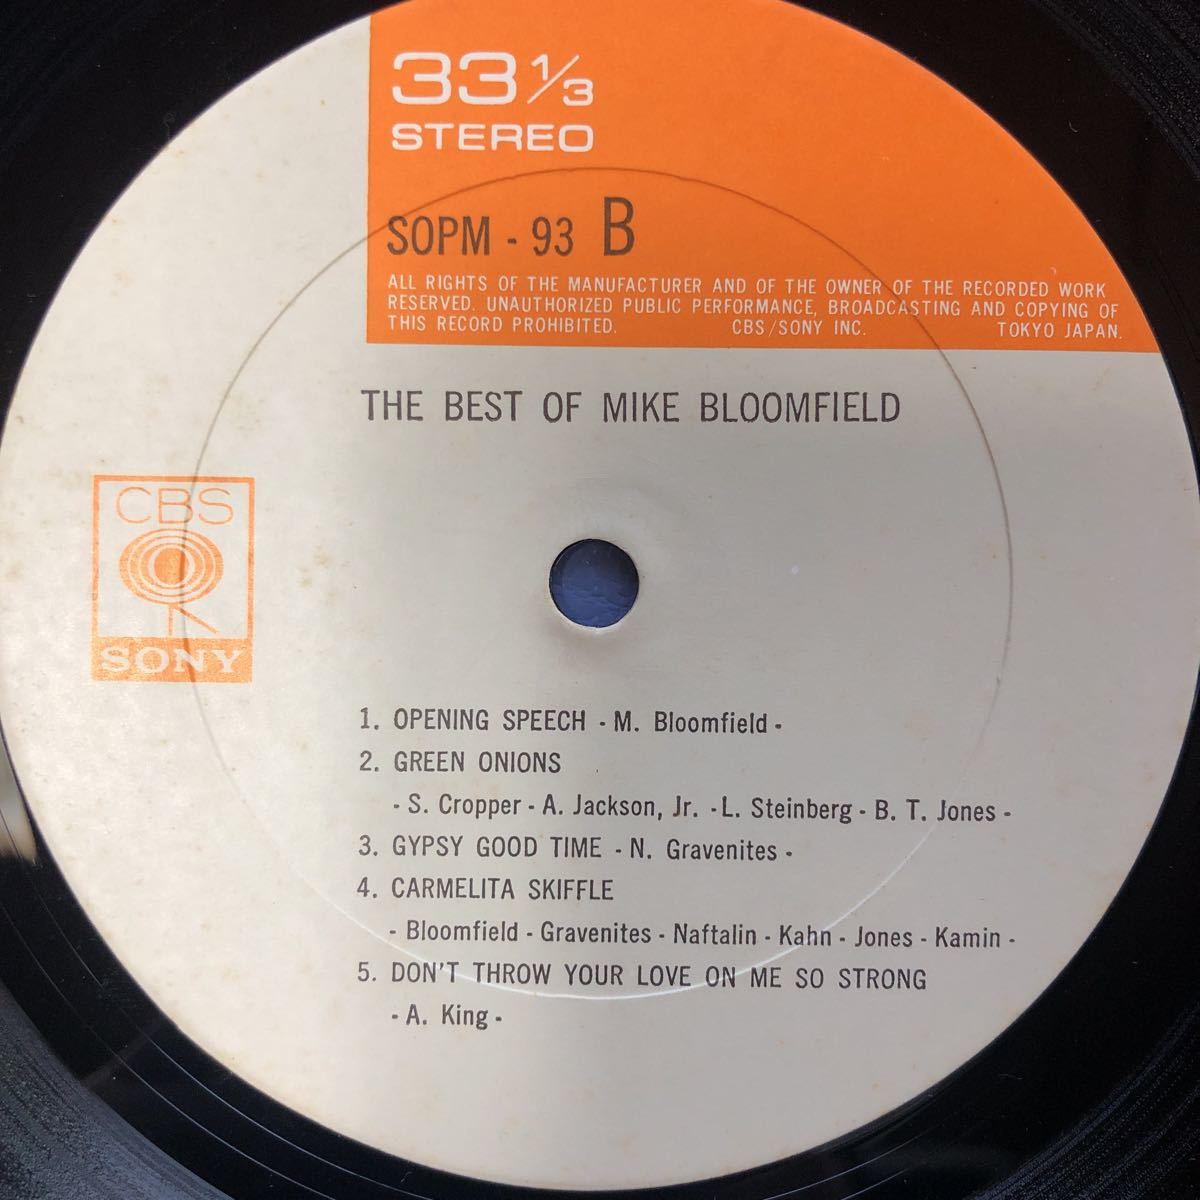 33 1/3
STEREO
SOPM - 93 B
ALL RIGHTS OF THE MANUFACTURER AND OF THE OWNER OF THE RECORDED WORK
RESERVED. UNAUTHORIZED PUBLIC PERFORMANCE, BROADCASTING AND COPYING OF
THIS RECORD PROHIBITED. CBS/SONY INC. TOKYO JAPAN.
THE BEST OF MIKE BLOOMFIELD
CBS
SONY
1. OPENING SPEECH - M. Bloomfield -
2. GREEN ONIONS
- S. Cropper - A. Jackson, Jr. - L. Steinberg - B. T. Jones -
3. GYPSY GOOD TIME - N. Gravenites -
4. CARMELITA SKIFFLE
- Bloomfield - Gravenites - Naftalin - Kahn - Jones - Kamin -
5. DON'T THROW YOUR LOVE ON ME SO STRONG
- A. King -